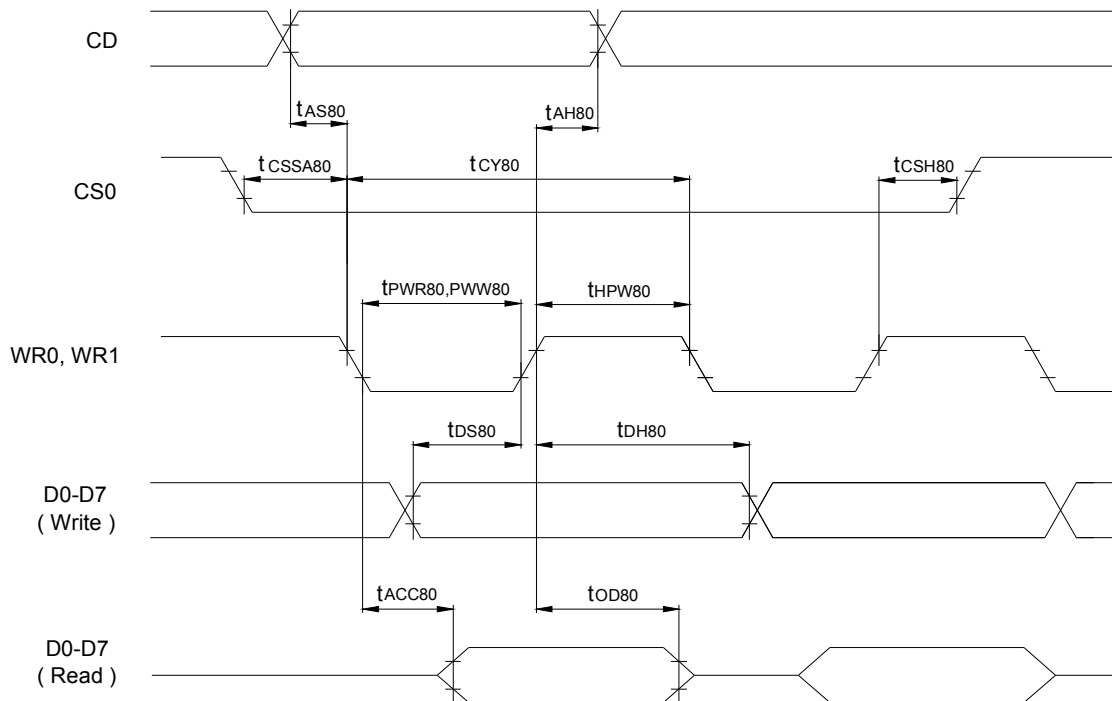 CD
tAS80
tAH80
CS0
tCSSA80
tCY80
tCSH80
tPWR80,PWW80
tHPW80
WR0, WR1
tDS80
tDH80
D0-D7
( Write )
tACC80
tOD80
D0-D7
( Read )